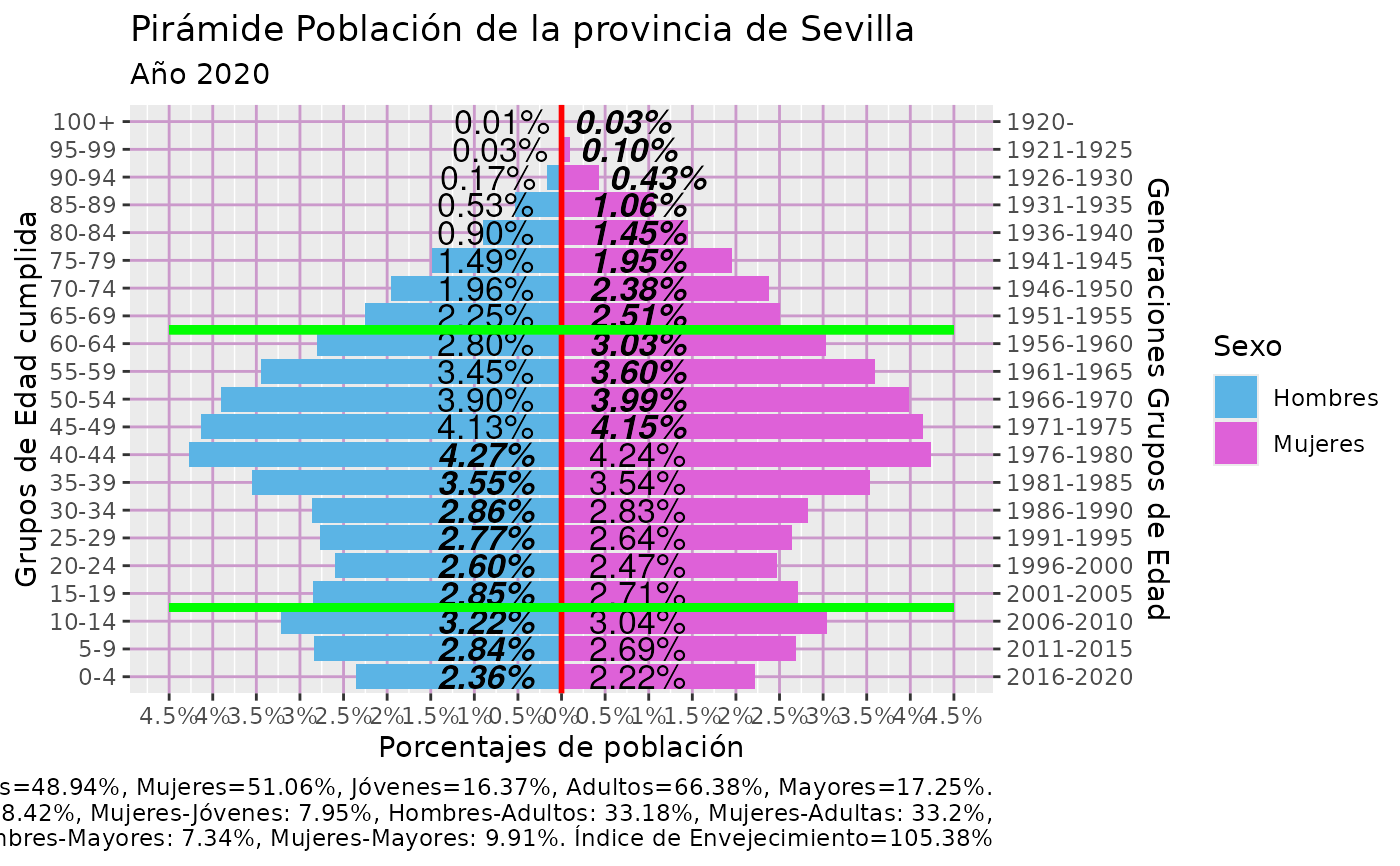 Pirámide Población de la provincia de Sevilla
Año 2020
Grupos de Edad cumplida
100+ 0.01% 0.03% 1920-
95-99 0.03% 0.10% 1921-1925
90-94 0.17% 0.43% 1926-1930
85-89 0.53% 1.06% 1931-1935
80-84 0.90% 1.45% 1936-1940
75-79 1.49% 1.95% 1941-1945
70-74 1.96% 2.38% 1946-1950
65-69 2.25% 2.51% 1951-1955
60-64 2.80% 3.03% 1956-1960
55-59 3.45% 3.60% 1961-1965
50-54 3.90% 3.99% 1966-1970
45-49 4.13% 4.15% 1971-1975
40-44 4.27% 4.24% 1976-1980
35-39 3.55% 3.54% 1981-1985
30-34 2.86% 2.83% 1986-1990
25-29 2.77% 2.64% 1991-1995
20-24 2.60% 2.47% 1996-2000
15-19 2.85% 2.71% 2001-2005
10-14 3.22% 3.04% 2006-2010
5-9 2.84% 2.69% 2011-2015
0-4 2.36% 2.22% 2016-2020
Generaciones Grupos de Edad
Sexo
Hombres
Mujeres
4.5% 4% 3.5% 3% 2.5% 2% 1.5% 1% 0.5% 0% 0.5% 1% 1.5% 2% 2.5% 3% 3.5% 4% 4.5%
Porcentajes de población
s=48.94%, Mujeres=51.06%, Jóvenes=16.37%, Adultos=66.38%, Mayores=17.25%.
8.42%, Mujeres-Jóvenes: 7.95%, Hombres-Adultos: 33.18%, Mujeres-Adultas: 33.2%,
mbres-Mayores: 7.34%, Mujeres-Mayores: 9.91%. Índice de Envejecimiento=105.38%